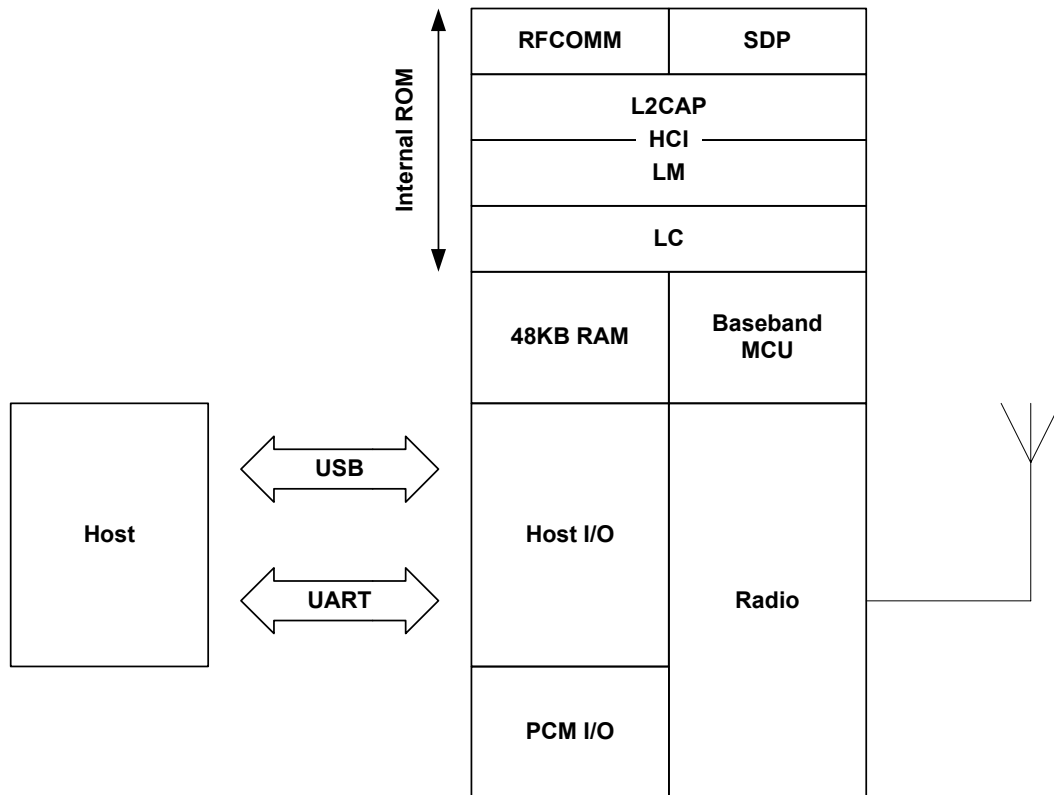 RFCOMM
SDP
Internal ROM
L2CAP
HCI
LM
LC
48KB RAM
Baseband
MCU
USB
Host
Host I/O
UART
Radio
PCM I/O